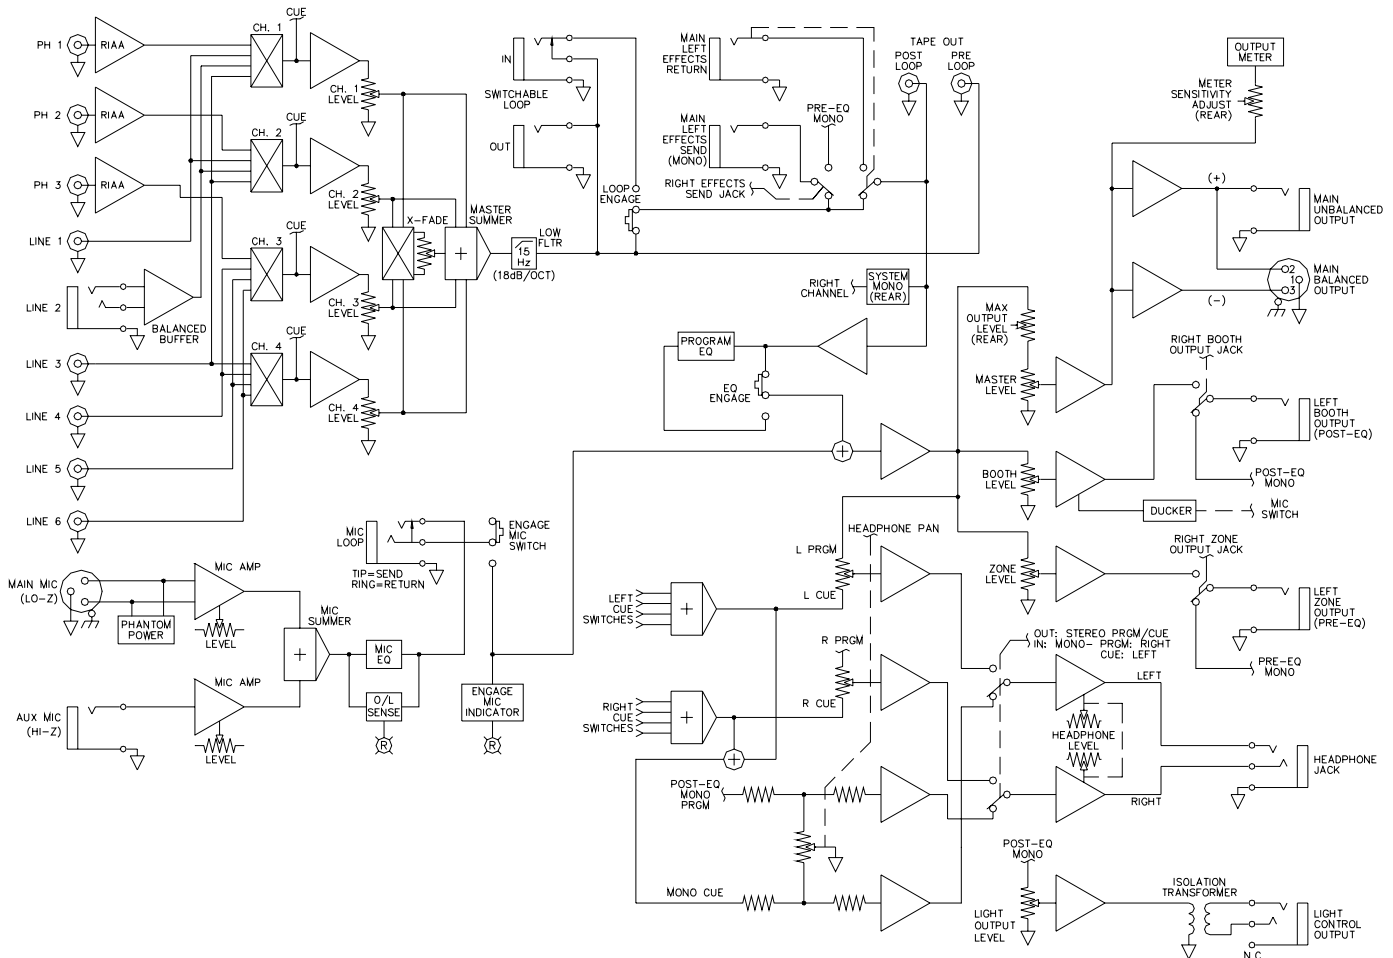 PH 1
RIAA
CH. 1
CUE
CH. 1
LEVEL
PH 2
RIAA
CH. 2
CUE
CH. 2
LEVEL
PH 3
RIAA
LINE 1
CH. 3
CUE
CH. 3
LEVEL
LINE 2
BALANCED
BUFFER
CH. 4
CUE
CH. 4
LEVEL
LINE 3
LINE 4
LINE 5
LINE 6
X-FADE
MASTER
SUMMER
+
LOW
FLTR
15
Hz
(18dB/OCT)
IN
SWITCHABLE
LOOP
OUT
LOOP
ENGAGE
MAIN
LEFT
EFFECTS
RETURN
MAIN
LEFT
EFFECTS
SEND
(MONO)
PRE-EQ
MONO
RIGHT EFFECTS
SEND JACK
TAPE OUT
POST
LOOP
PRE
LOOP
RIGHT
CHANNEL
SYSTEM
MONO
(REAR)
PROGRAM
EQ
EQ
ENGAGE
OUTPUT
METER
METER
SENSITIVITY
ADJUST
(REAR)
(+)
MAIN
UNBALANCED
OUTPUT
2
1
3
MAIN
BALANCED
OUTPUT
(-)
MAX
OUTPUT
LEVEL
(REAR)
MASTER
LEVEL
RIGHT BOOTH
OUTPUT JACK
LEFT
BOOTH
OUTPUT
(POST-EQ)
BOOTH
LEVEL
POST-EQ
MONO
DUCKER
MIC
SWITCH
RIGHT ZONE
OUTPUT JACK
ZONE
LEVEL
LEFT
ZONE
OUTPUT
(PRE-EQ)
PRE-EQ
MONO
MAIN MIC
(LO-Z)
PHANTOM
POWER
MIC AMP
LEVEL
MIC
SUMMER
+
AUX MIC
(HI-Z)
MIC AMP
LEVEL
MIC
EQ
O/L
SENSE
R
MIC
LOOP
TIP=SEND
RING=RETURN
ENGAGE
MIC
SWITCH
ENGAGE
MIC
INDICATOR
R
LEFT
CUE
SWITCHES
+
RIGHT
CUE
SWITCHES
+
HEADPHONE PAN
L PRGM
L CUE
R PRGM
R CUE
POST-EQ
MONO
PRGM
MONO CUE
OUT: STEREO PRGM/CUE
IN: MONO- PRGM: RIGHT
CUE: LEFT
LEFT
HEADPHONE
LEVEL
RIGHT
HEADPHONE
JACK
POST-EQ
MONO
LIGHT
OUTPUT
LEVEL
ISOLATION
TRANSFORMER
LIGHT
CONTROL
OUTPUT
N.C.